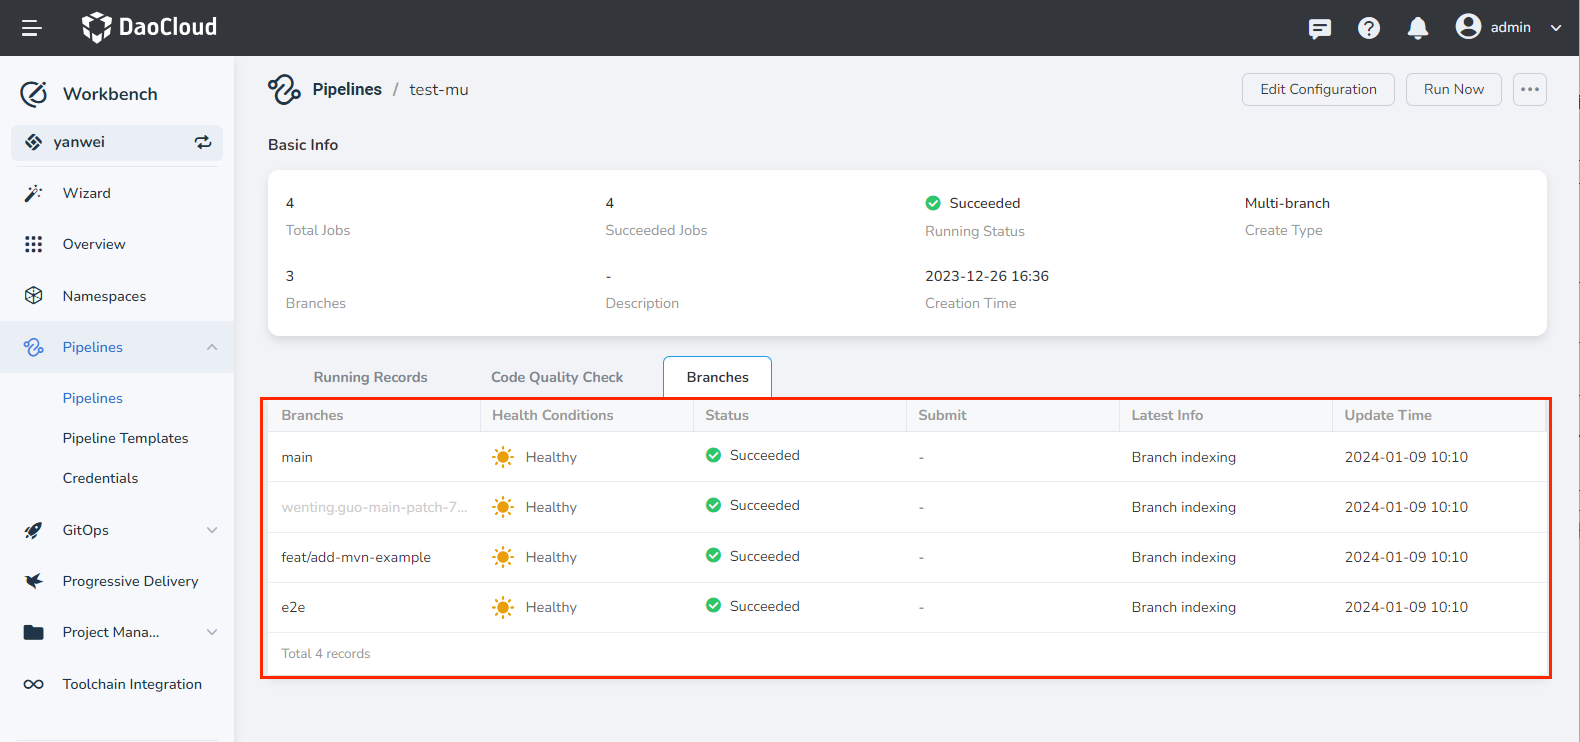 DaoCloud
admin
Workbench
yanwei
Wizard
Overview
Namespaces
Pipelines
Pipelines
Pipeline Templates
Credentials
GitOps
Progressive Delivery
Project Mana...
Toolchain Integration
Pipelines / test-mu
Edit Configuration
Run Now
Basic Info
4
Total Jobs
4
Succeeded Jobs
Succeeded
Running Status
Multi-branch
Create Type
3
Branches
-
Description
2023-12-26 16:36
Creation Time
Running Records Code Quality Check Branches
Branches Health Conditions Status Submit Latest Info Update Time
main Healthy Succeeded - Branch indexing 2024-01-09 10:10
wenting.guo-main-patch-7... Healthy Succeeded - Branch indexing 2024-01-09 10:10
feat/add-mvn-example Healthy Succeeded - Branch indexing 2024-01-09 10:10
e2e Healthy Succeeded - Branch indexing 2024-01-09 10:10
Total 4 records